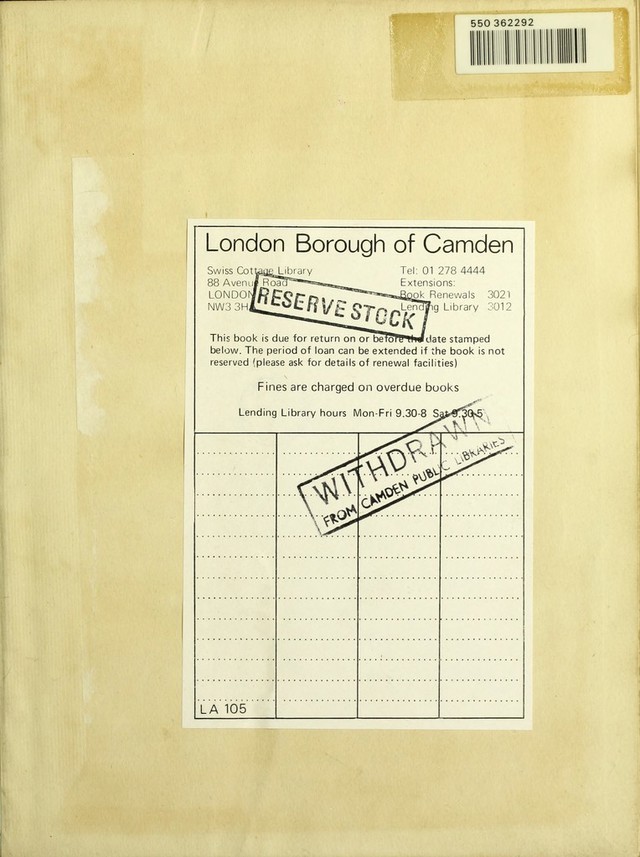 550 362292
London Borough of Camden
Swiss Cottage Library
88 Avenue Road
LONDON
NW3 3H
Tel: 01 278 4444
Extensions:
Book Renewals 3021
Lending Library 3012
RESERVE STOCK
This book is due for return on or before the date stamped
below. The period of loan can be extended if the book is not
reserved (please ask for details of renewal facilities)
Fines are charged on overdue books
Lending Library hours Mon-Fri 9.30-8 Sat 9.30-5
WITHDRAWN
FROM CAMDEN PUBLIC LIBRARIES
LA 105